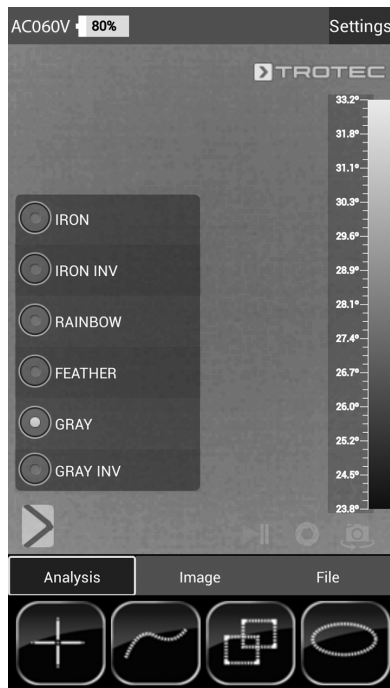 AC060V 80% Settings
TROTEC
33.2°
31.8°
31.1°
30.3°
29.6°
28.9°
28.1°
27.4°
26.7°
26.0°
25.2°
24.5°
23.8°
IRON
IRON INV
RAINBOW
FEATHER
GRAY
GRAY INV
Analysis Image File